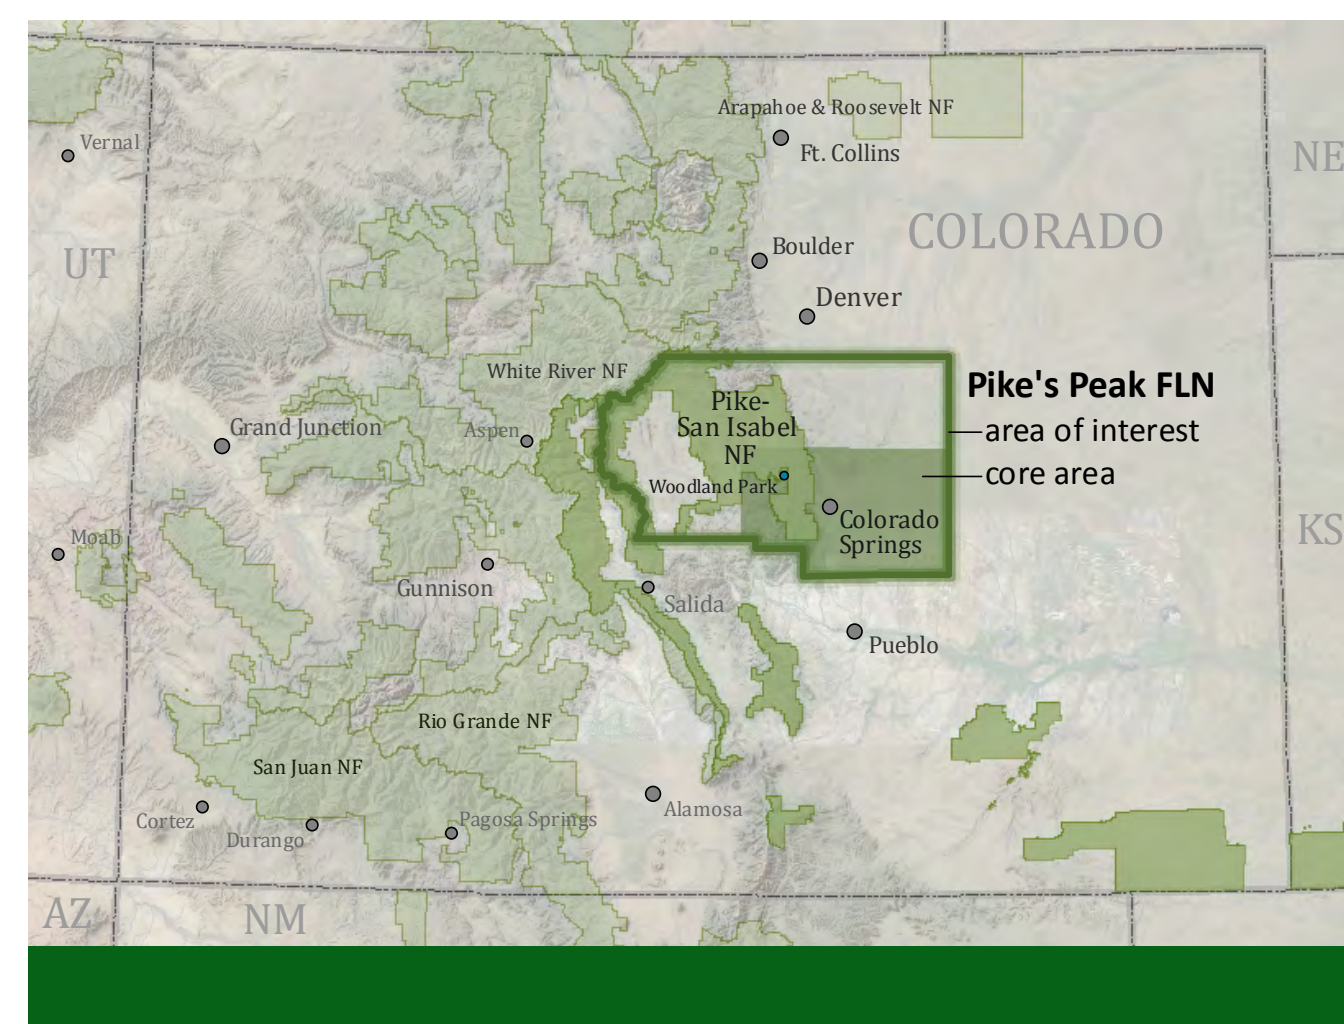 Arapahoe & Roosevelt NF
Vernal
Ft. Collins
NE
COLORADO
Boulder
UT
Denver
White River NF
Pike's Peak FLN
Pike-
San Isabel
NF
Grand Junction
Aspen
area of interest
core area
Woodland Park
Colorado
Springs
KS
Moab
Gunnison
Salida
Pueblo
Rio Grande NF
San Juan NF
Alamosa
Cortez
Pagosa Springs
Durango
AZ
NM